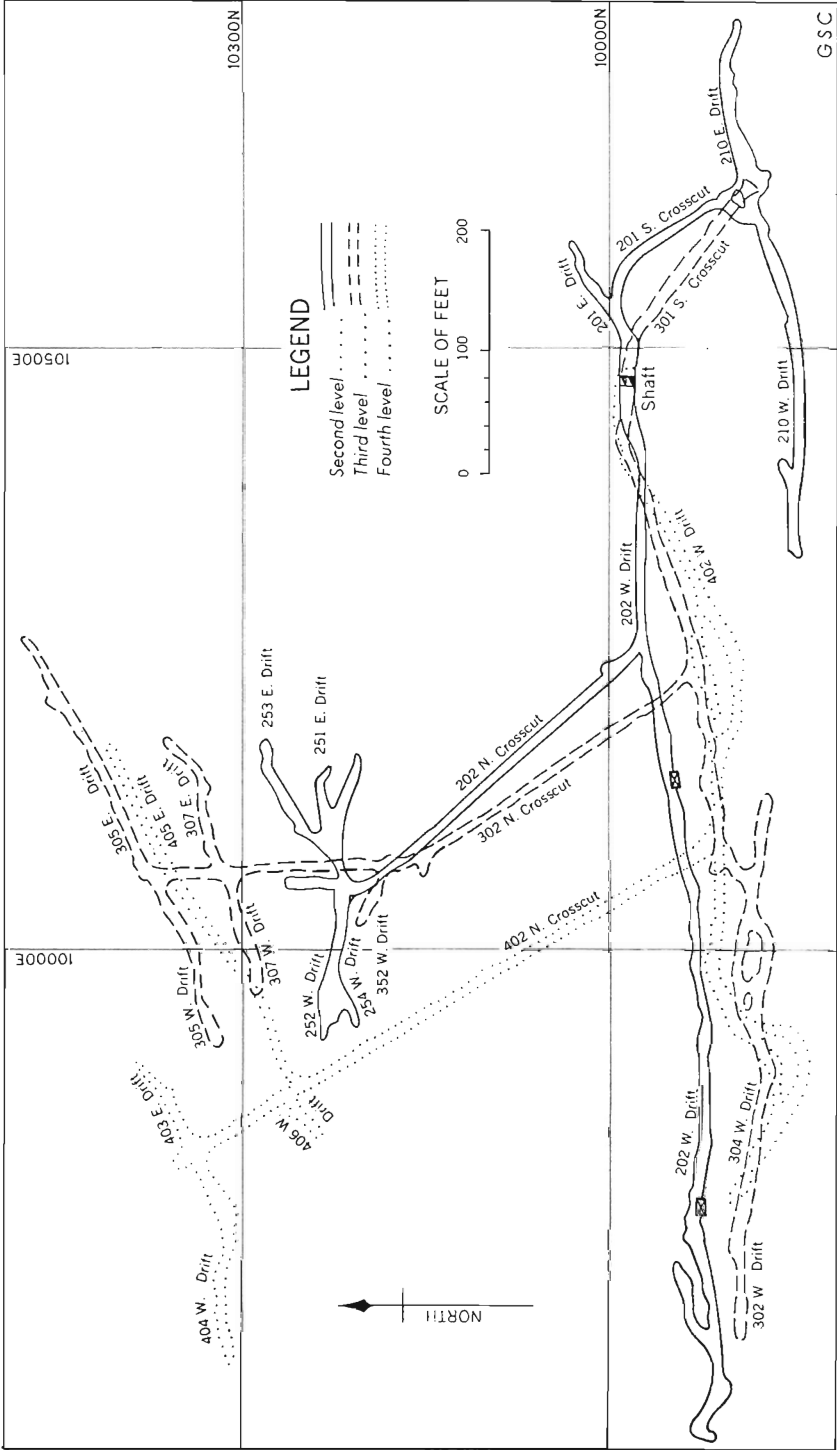 10000E
10500E
10300N
10000N
LEGEND
Second level . . . . .
Third level . . . . . .
Fourth level . . . . .
SCALE OF FEET
0 100 200
NORTH
305 E. Drift
405 E. Drift
307 E. Drift
305 W. Drift
307 W. Drift
403 E Drift
404 W. Drift
406 W.
Drift
253 E. Drift
251 E. Drift
252 W. Drift
254 W. Drift
352 W. Drift
202 N. Crosscut
302 N. Crosscut
402 N. Crosscut
201 E. Drift
201 S. Crosscut
301 S. Crosscut
Shaft
202 W. Drift
402 W Drift
210 E. Drift
210 W. Drift
202 W. Drift
304 W. Drift
302 W Drift
GSC